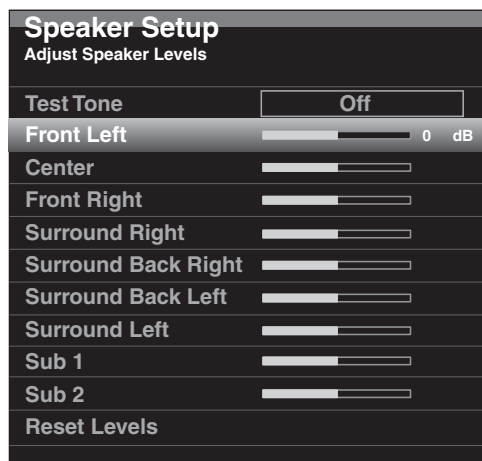 Speaker Setup
Adjust Speaker Levels
Test Tone Off
Front Left 0 dB
Center
Front Right
Surround Right
Surround Back Right
Surround Back Left
Surround Left
Sub 1
Sub 2
Reset Levels